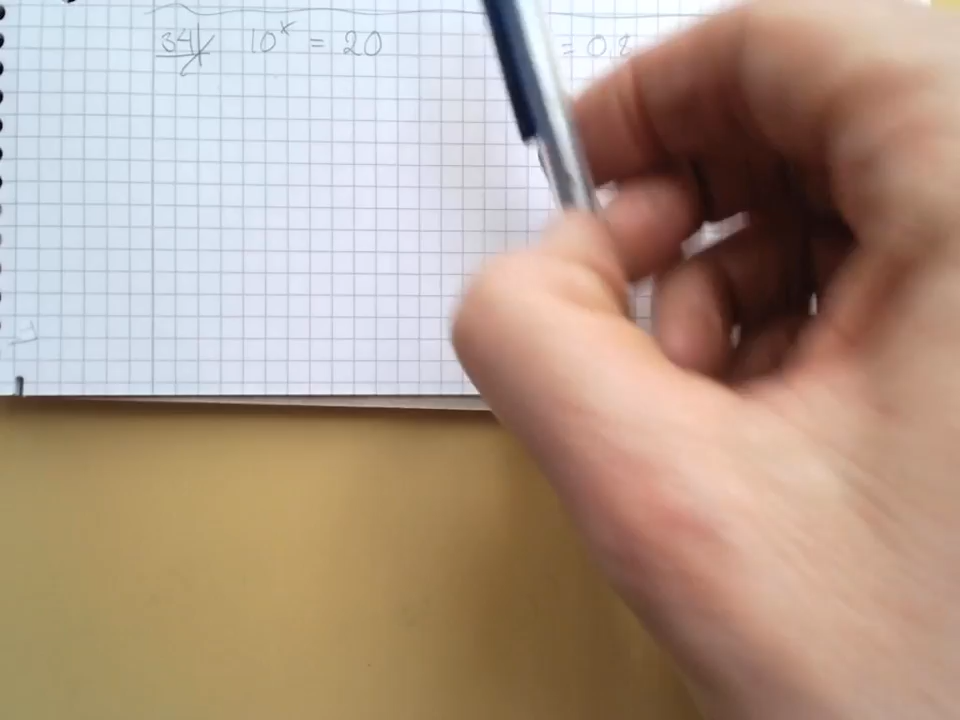 34/ 10ˣ = 20 = 0.8